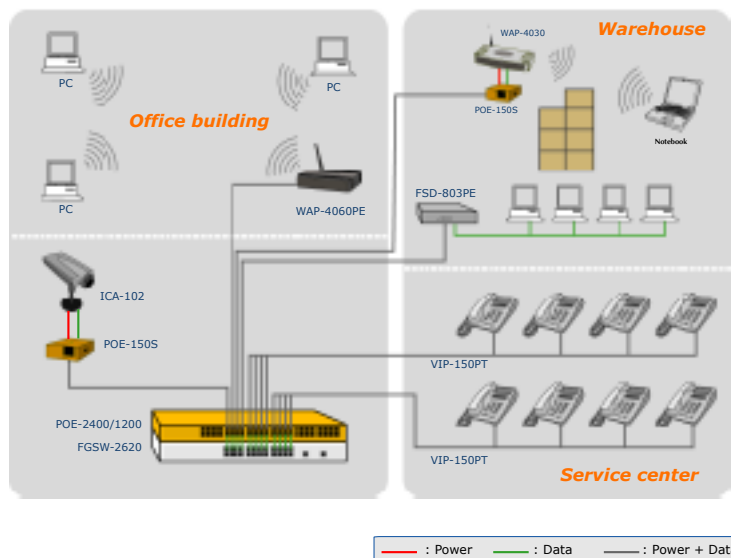 WAP-4030
Warehouse
PC
PC
POE-150S
Office building
Notebook
PC
WAP-4060PE
FSD-803PE
ICA-102
POE-150S
VIP-150PT
POE-2400/1200
FGSW-2620
VIP-150PT
Service center
: Power : Data : Power + Dat